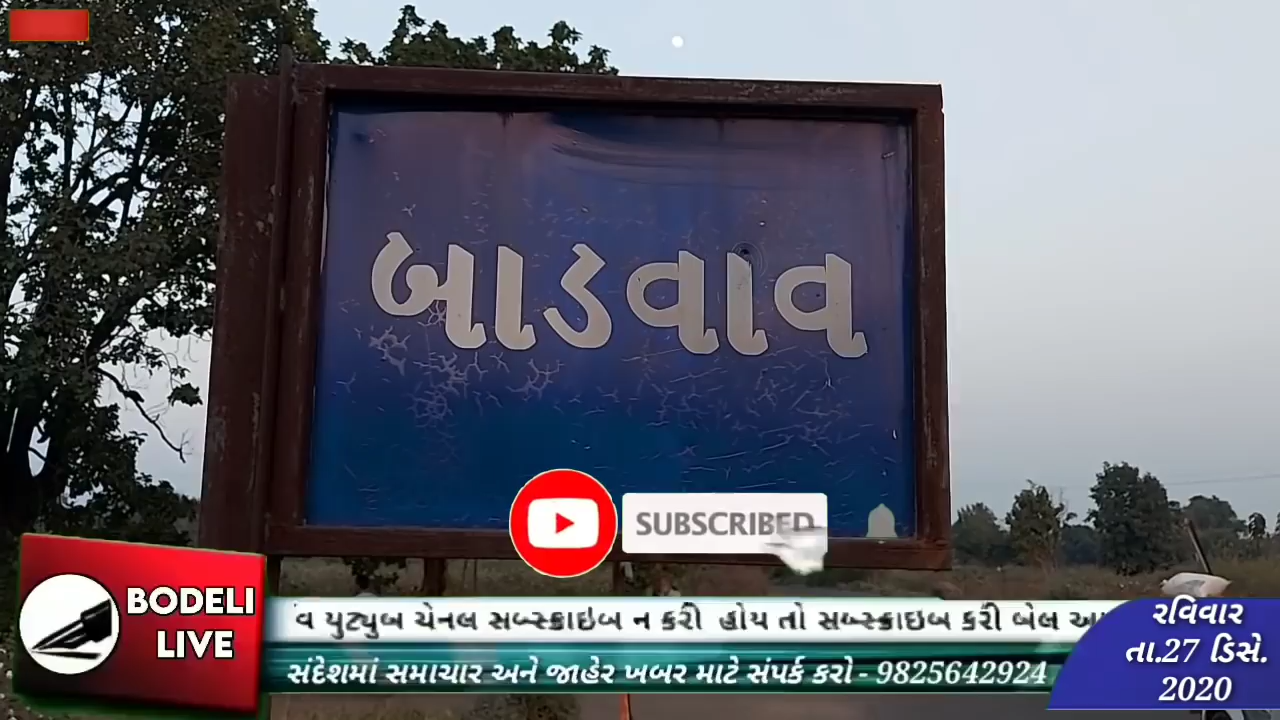 બાડવાવ
SUBSCRIBED
BODELI
LIVE
વ યુટ્યુબ ચેનલ સબ્સ્ક્રાઇબ ન કરી હોય તો સબ્સ્ક્રાઇબ કરી બેલ
સંદેશમાં સમાચાર અને જાહેર ખબર માટે સંપર્ક કરો - 9825642924
રવિવાર
તા.27 ડિસે.
2020